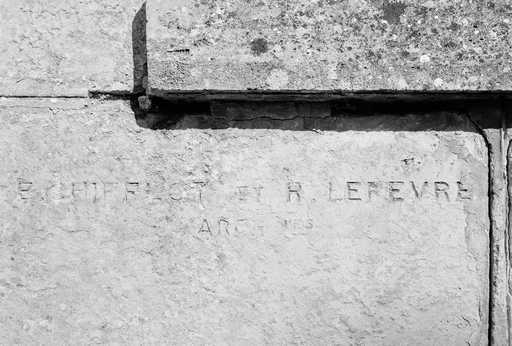 E. CHIFFLOT ET R. LEFEVRE
ARCHTES